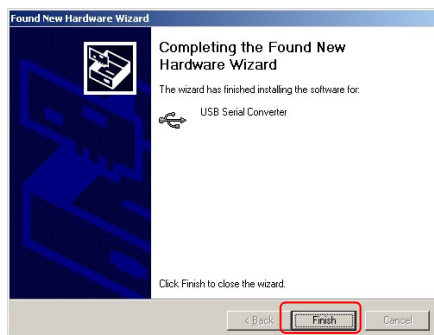 Found New Hardware Wizard
Completing the Found New
Hardware Wizard
The wizard has finished installing the software for:
USB Serial Converter
Click Finish to close the wizard.
< Back
Finish
Cancel